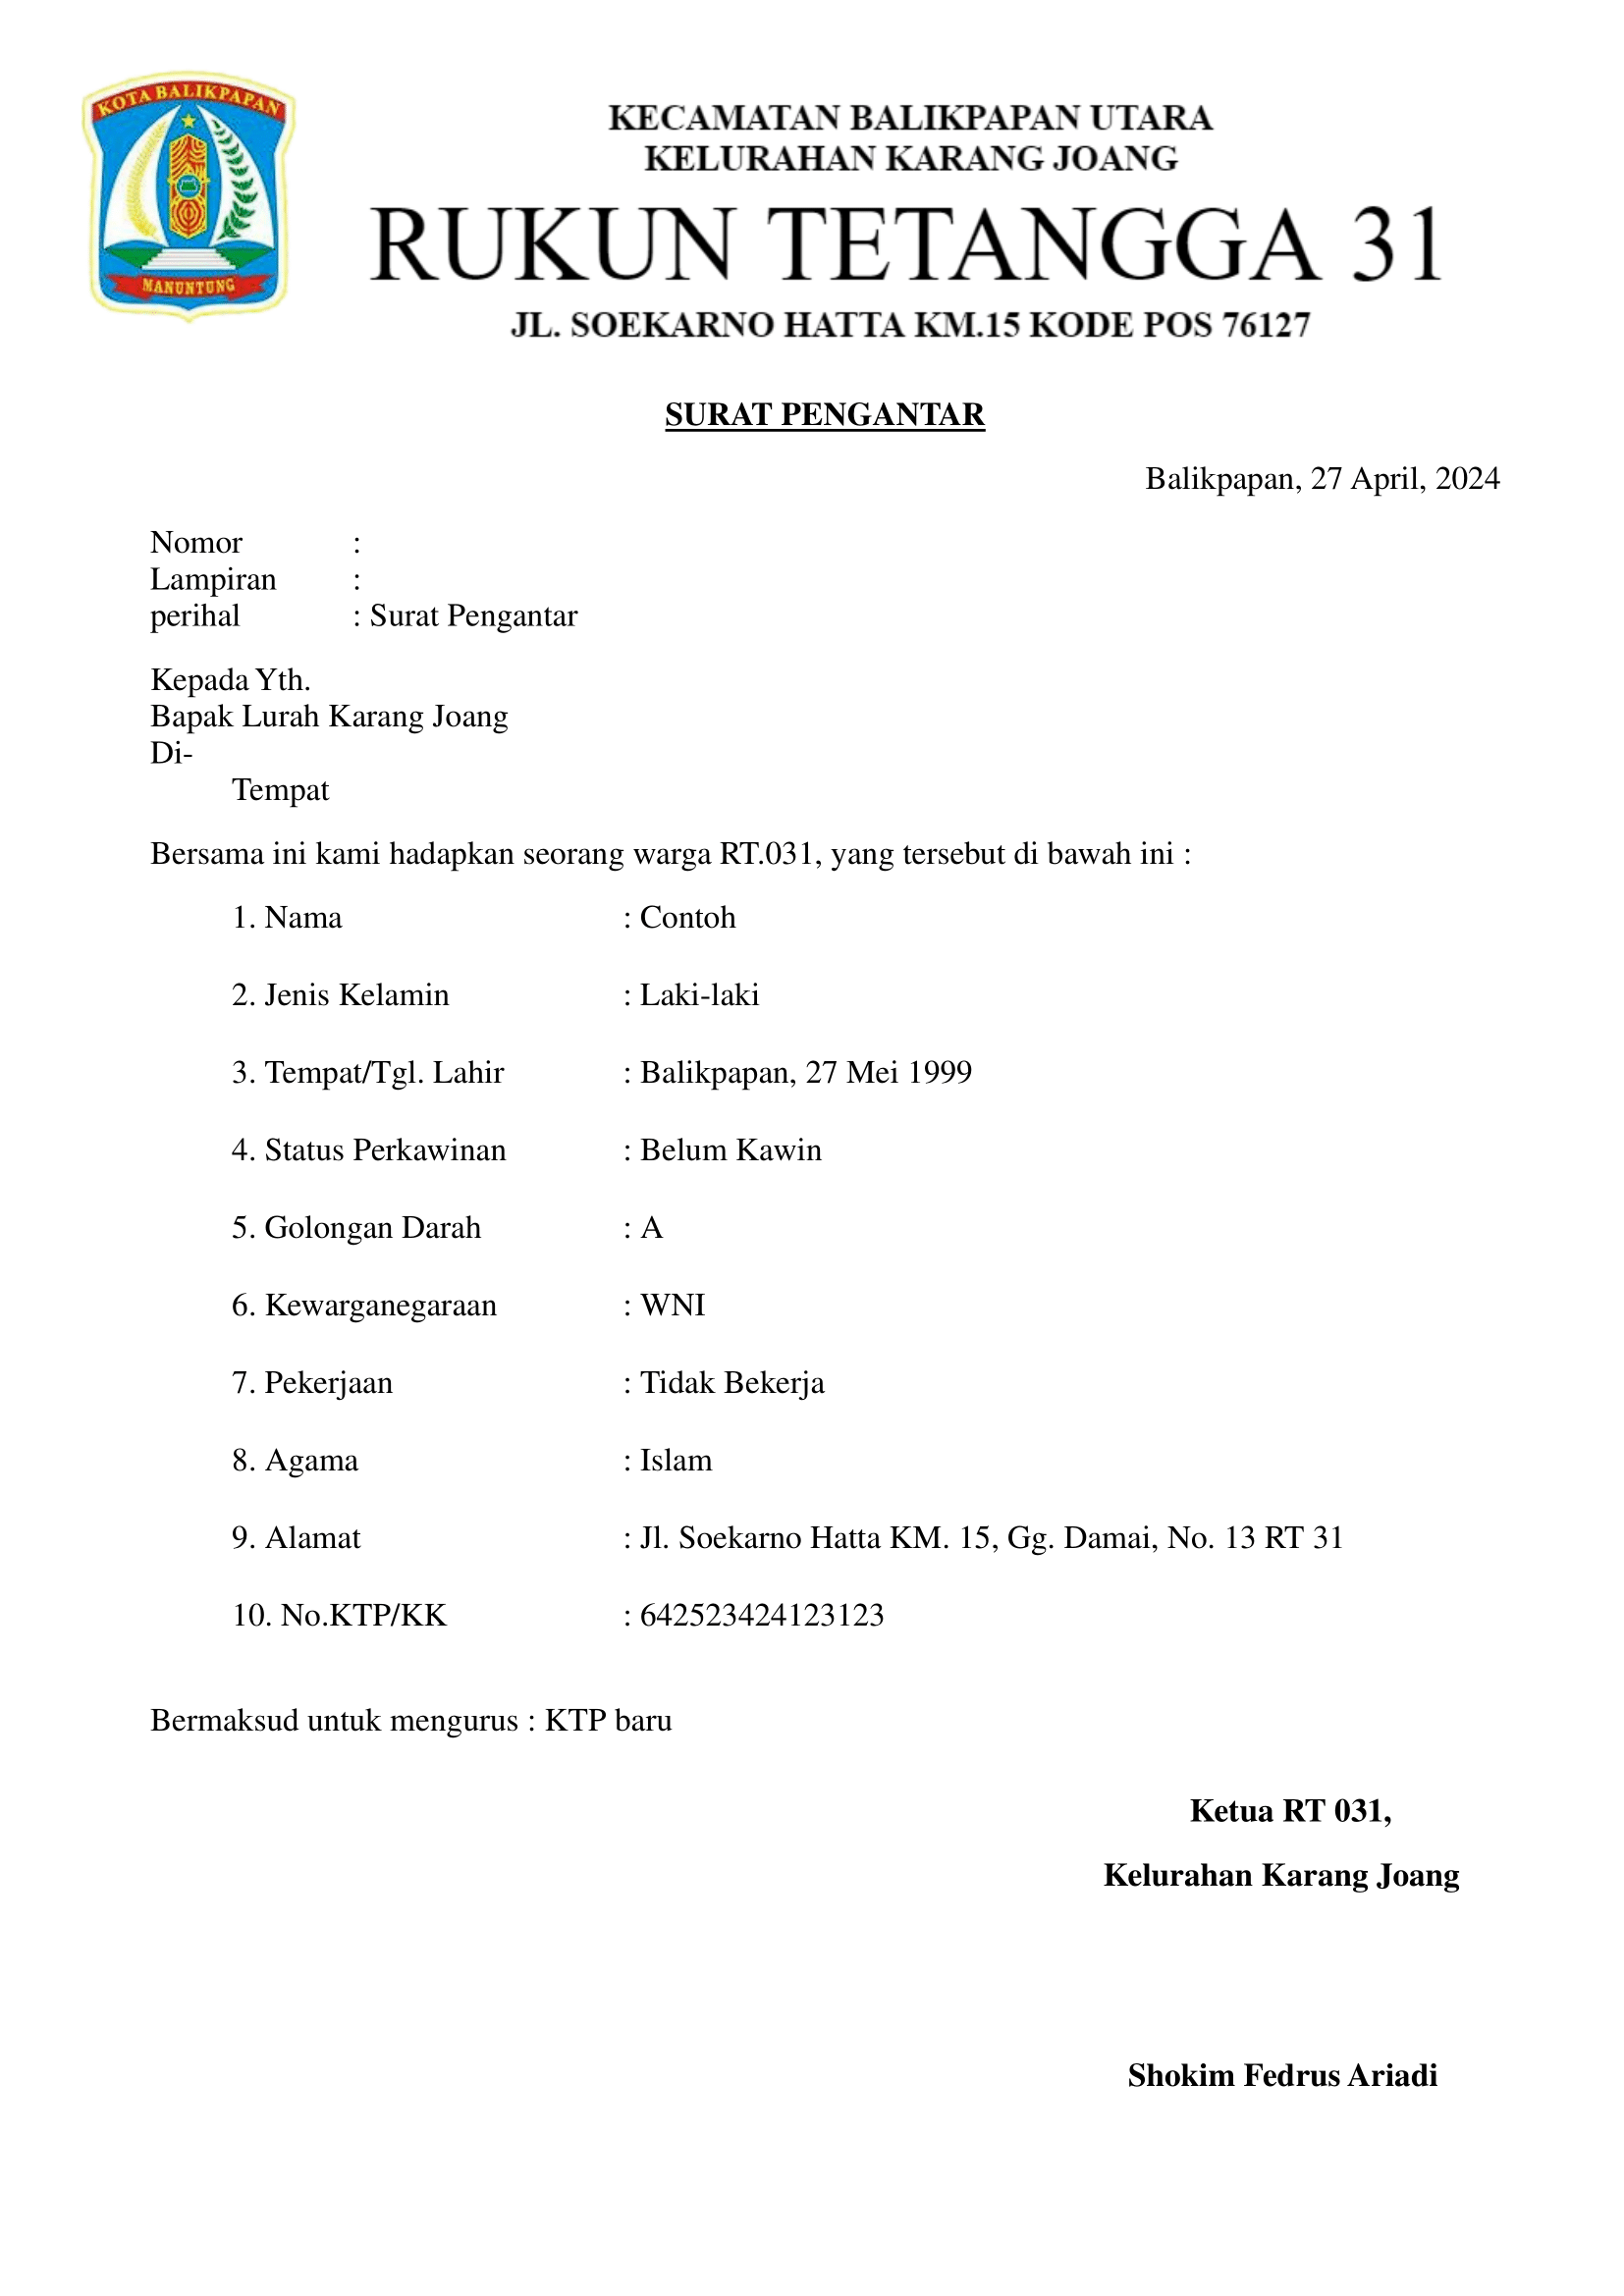 KOTA BALIKPAPAN
MANUNTUNG
KECAMATAN BALIKPAPAN UTARA
KELURAHAN KARANG JOANG
RUKUN TETANGGA 31
JL. SOEKARNO HATTA KM.15 KODE POS 76127
SURAT PENGANTAR
Balikpapan, 27 April, 2024
Nomor :
Lampiran :
perihal : Surat Pengantar
Kepada Yth.
Bapak Lurah Karang Joang
Di-
Tempat
Bersama ini kami hadapkan seorang warga RT.031, yang tersebut di bawah ini :
1. Nama : Contoh
2. Jenis Kelamin : Laki-laki
3. Tempat/Tgl. Lahir : Balikpapan, 27 Mei 1999
4. Status Perkawinan : Belum Kawin
5. Golongan Darah : A
6. Kewarganegaraan : WNI
7. Pekerjaan : Tidak Bekerja
8. Agama : Islam
9. Alamat : Jl. Soekarno Hatta KM. 15, Gg. Damai, No. 13 RT 31
10. No.KTP/KK : 642523424123123
Bermaksud untuk mengurus : KTP baru
Ketua RT 031,
Kelurahan Karang Joang
Shokim Fedrus Ariadi